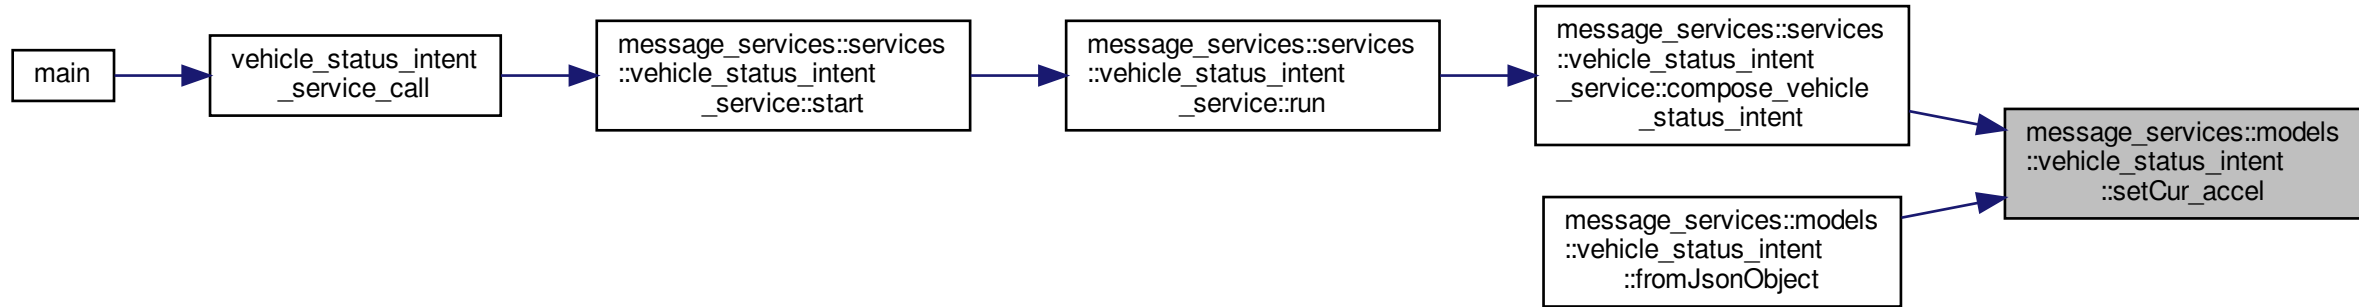 main
vehicle_status_intent
_service_call
message_services::services
::vehicle_status_intent
_service::start
message_services::services
::vehicle_status_intent
_service::run
message_services::services
::vehicle_status_intent
_service::compose_vehicle
_status_intent
message_services::models
::vehicle_status_intent
::setCur_accel
message_services::models
::vehicle_status_intent
::fromJsonObject